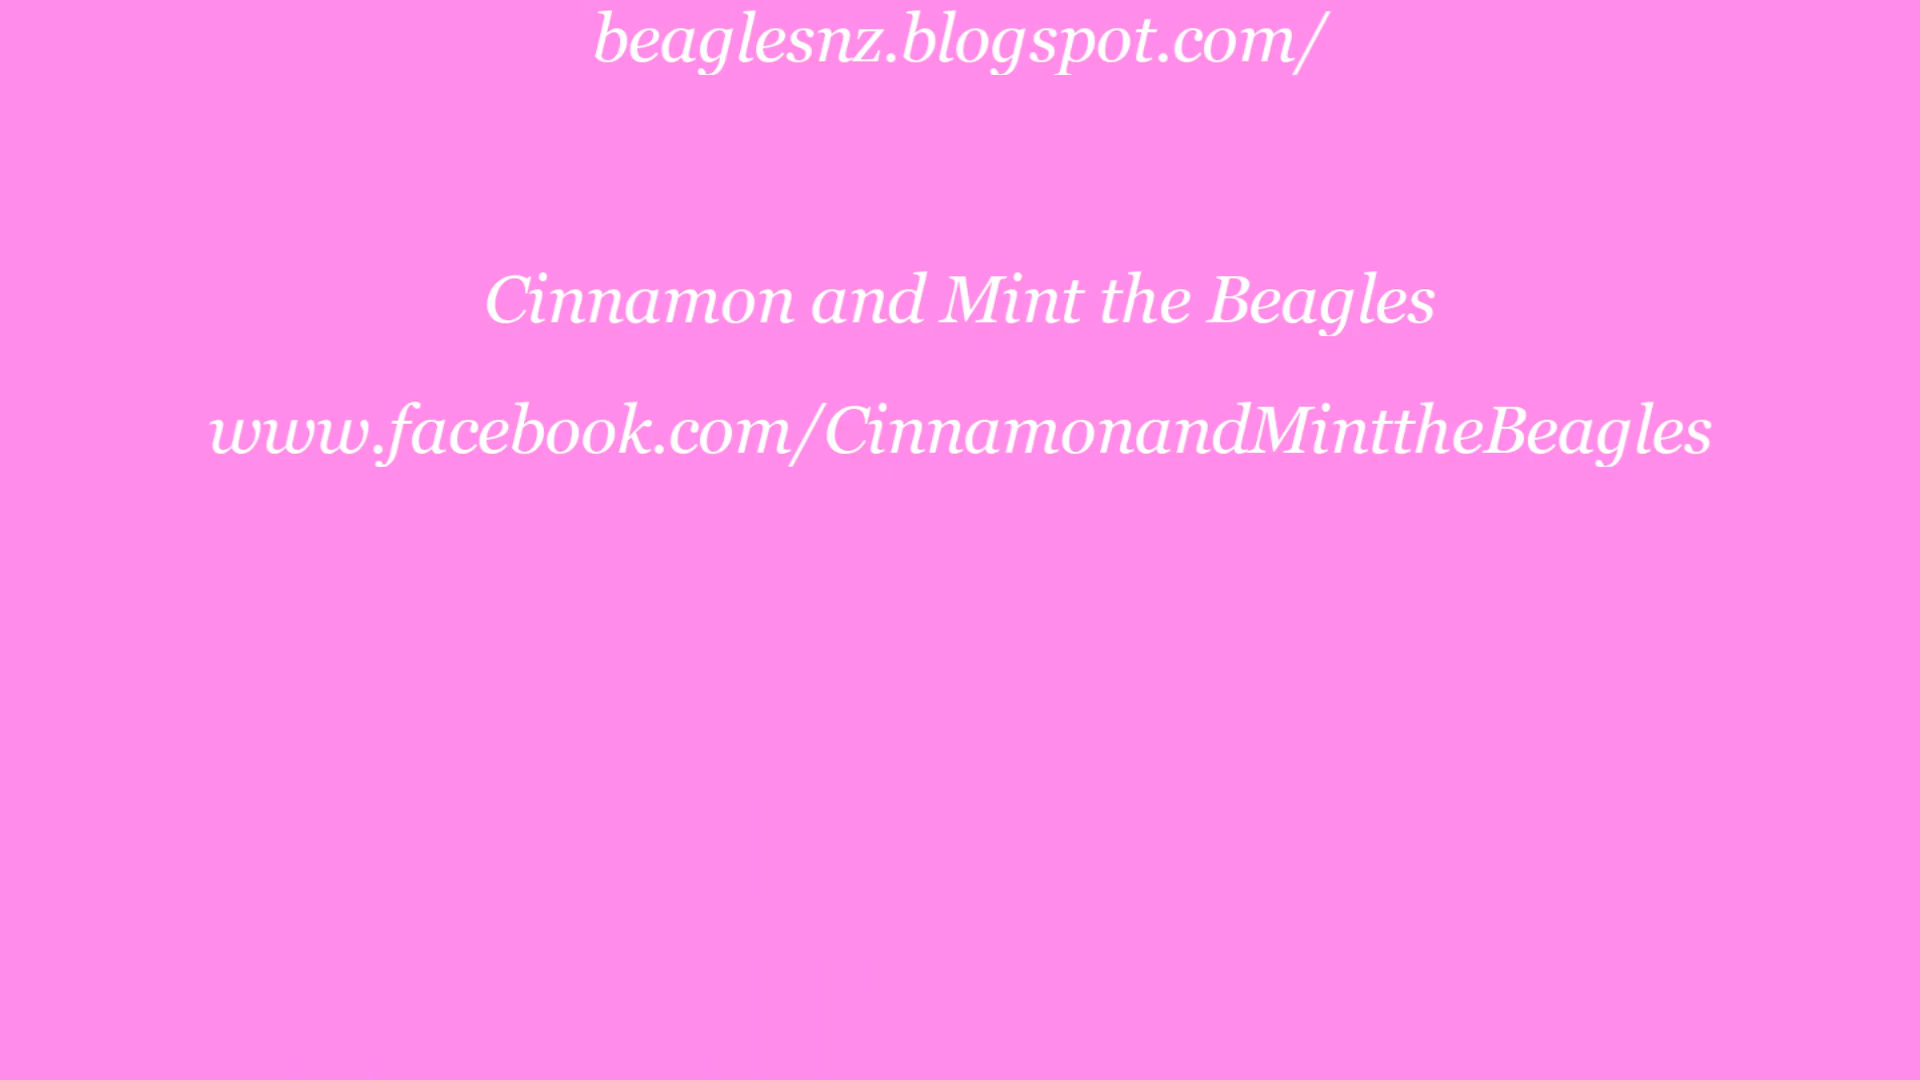 beaglesnz.blogspot.com/
Cinnamon and Mint the Beagles
www.facebook.com/CinnamonandMinttheBeagles